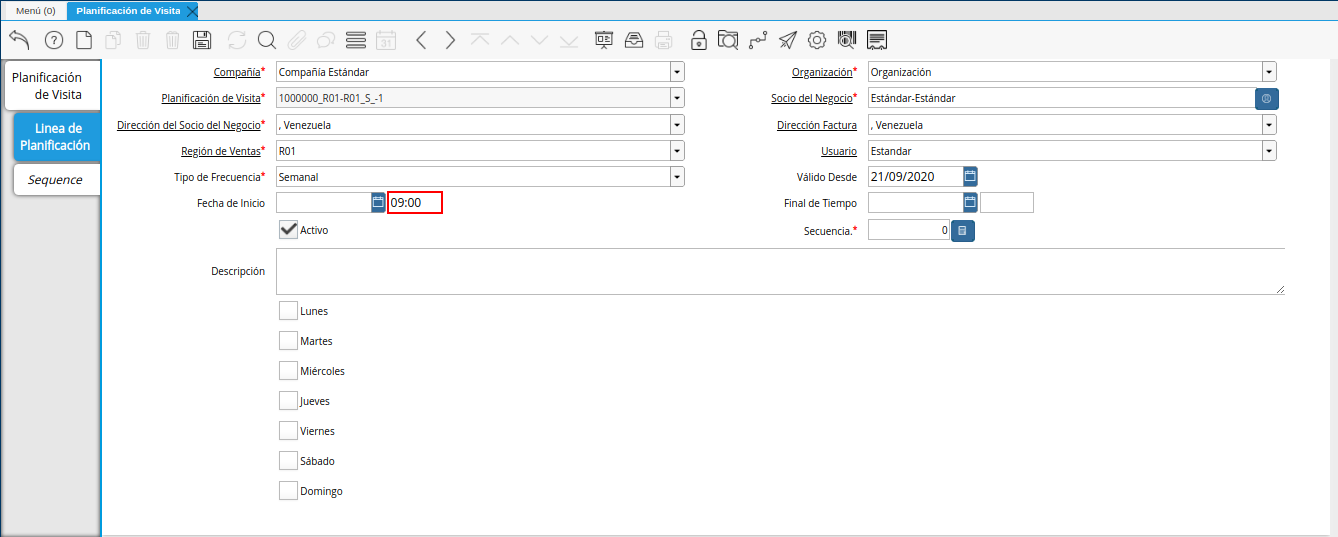 Menú (0) Planificación de Visita
31
Planificación de Visita
Linea de Planificación
Sequence
Compañía* Compañía Estándar Organización* Organización
Planificación de Visita* 1000000_R01-R01_S_-1 Socio del Negocio* Estándar-Estándar
Dirección del Socio del Negocio* , Venezuela Dirección Factura , Venezuela
Región de Ventas* R01 Usuario Estandar
Tipo de Frecuencia* Semanal Válido Desde 21/09/2020
Fecha de Inicio 09:00 Final de Tiempo
Activo Secuencia.* 0
Descripción
Lunes
Martes
Miércoles
Jueves
Viernes
Sábado
Domingo